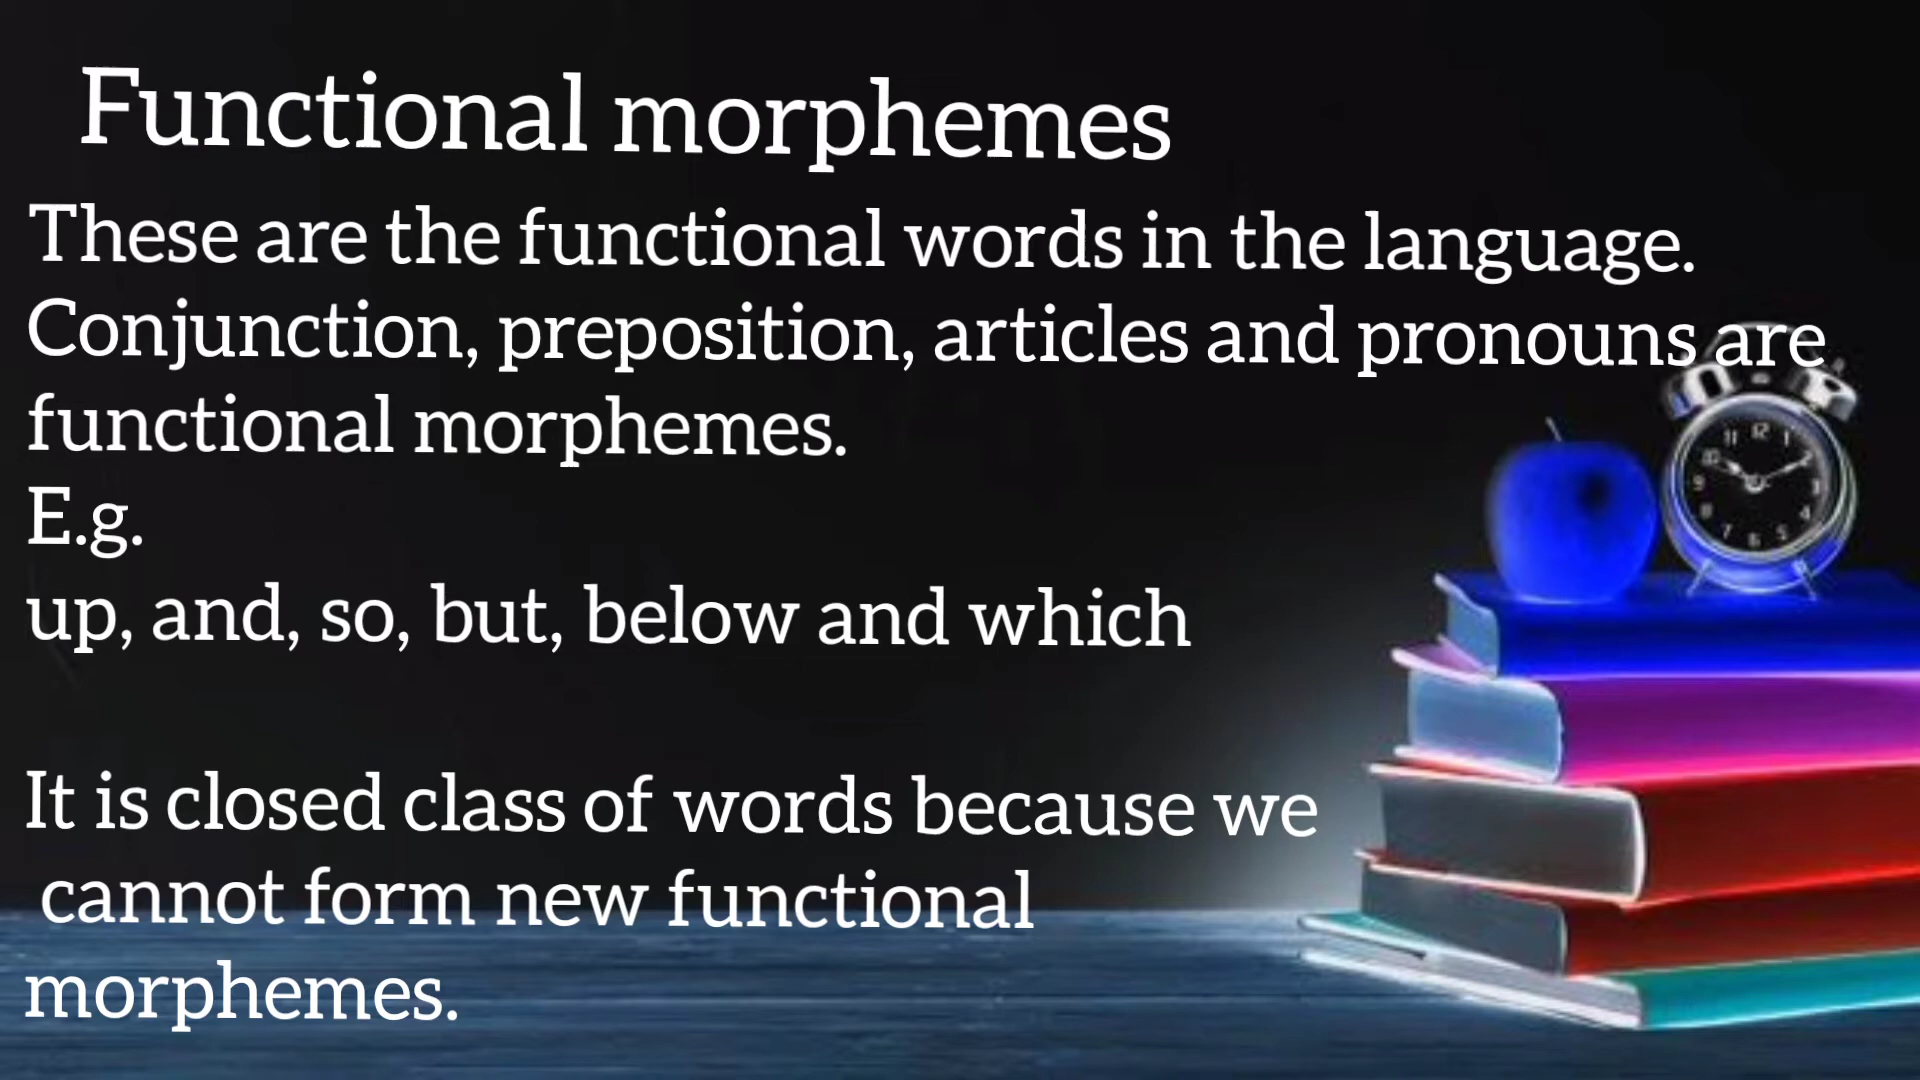 Functional morphemes
These are the functional words in the language.
Conjunction, preposition, articles and pronouns are
functional morphemes.
E.g.
up, and, so, but, below and which
It is closed class of words because we
cannot form new functional
morphemes.